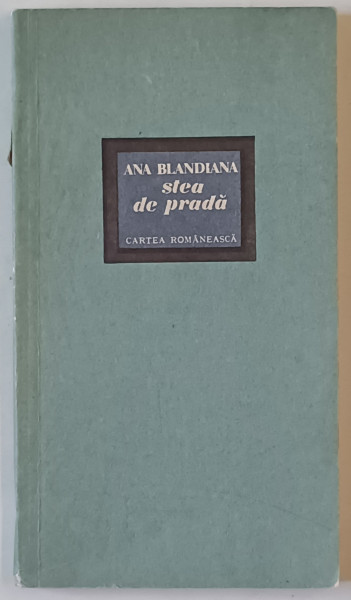 ANA BLANDIANA
stea
de pradă
CARTEA ROMÂNEASCĂ